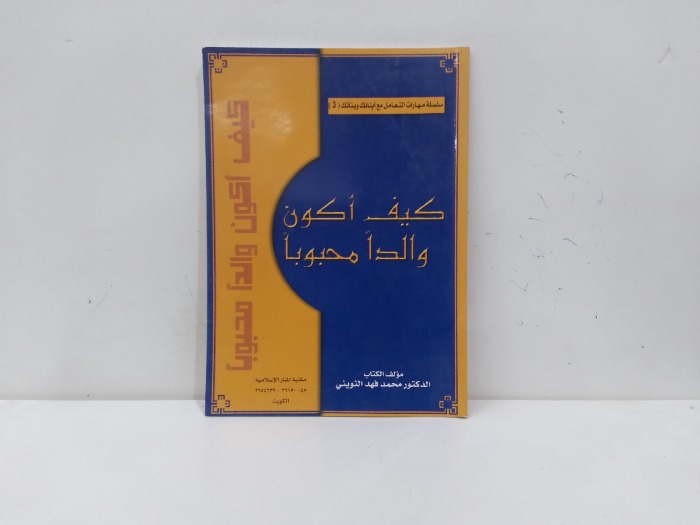 سلسلة مهارات التعامل مع أبنائك وبناتك (3)
كيف أكون
والداً محبوباً
كيف أكون والداً محبوباً
مؤلف الكتاب
الدكتور محمد فهد الثويني
مكتبة المنار الإسلامية
الكويت